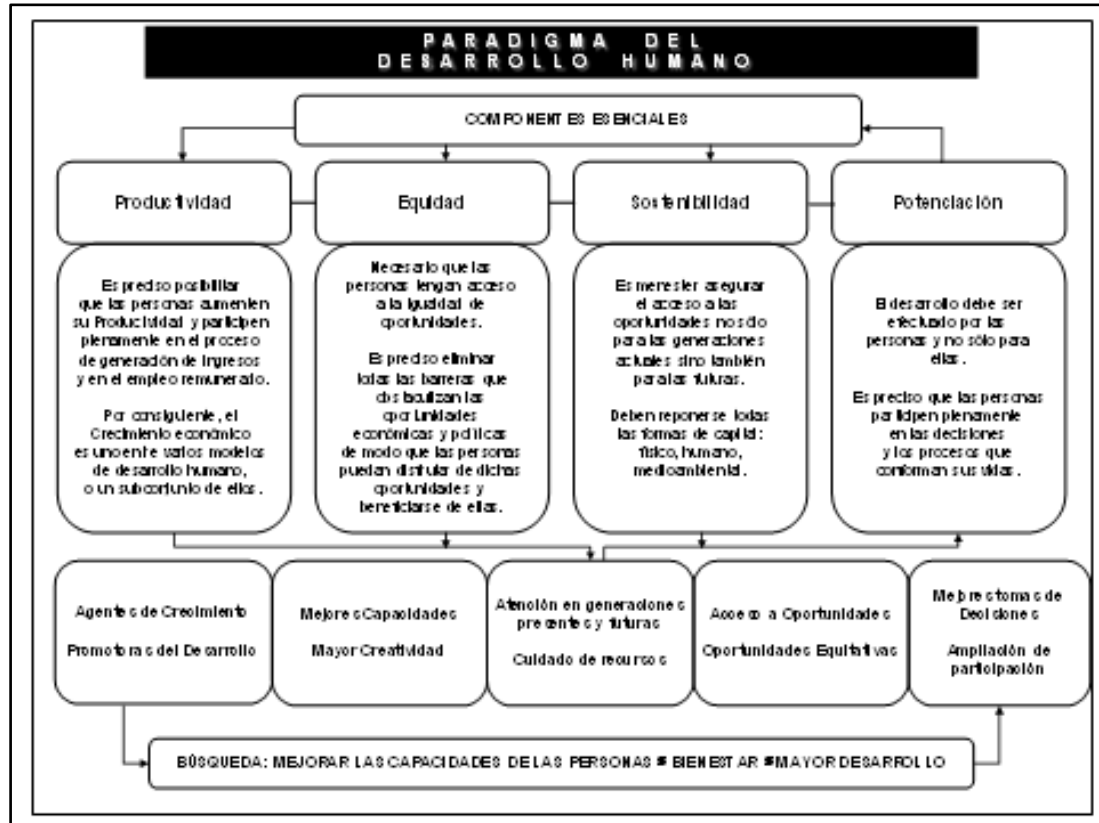 PARADIGMA DEL
DESARROLLO HUMANO
COMPONENTES ESENCIALES
Productividad
Equidad
Sostenibilidad
Potenciación
Es preciso posibilitar
que las personas aumenten
su Productividad y participen
plenamente en el proceso
de generación de ingresos
y en el empleo remunerado.
Por consiguiente, el
Crecimiento económico
es uno entre varios modelos
de desarrollo humano,
o un subconjunto de ellos.
Necesario que las
personas tengan acceso
a la igualdad de
oportunidades.
Es preciso eliminar
todas las barreras que
obstaculizan las
oportunidades
económicas y políticas
de modo que las personas
puedan disfrutar de dichas
oportunidades y
beneficiarse de ellas.
Es menester asegurar
el acceso a las
oportunidades no sólo
para las generaciones
actuales sino también
para las futuras.
Deben reponerse todas
las formas de capital:
físico, humano,
medioambiental.
El desarrollo debe ser
efectuado por las
personas y no sólo para
ellas.
Es preciso que las personas
participen plenamente
en las decisiones
y los procesos que
conforman sus vidas.
Agentes de Crecimiento
Promotoras del Desarrollo
Mejores Capacidades
Mayor Creatividad
Atención en generaciones
presentes y futuras
Cuidado de recursos
Acceso a Oportunidades
Oportunidades Equitativas
Mejores tomas de
Decisiones
Ampliación de
participación
BÚSQUEDA: MEJORAR LAS CAPACIDADES DE LAS PERSONAS = BIENESTAR = MAYOR DESARROLLO